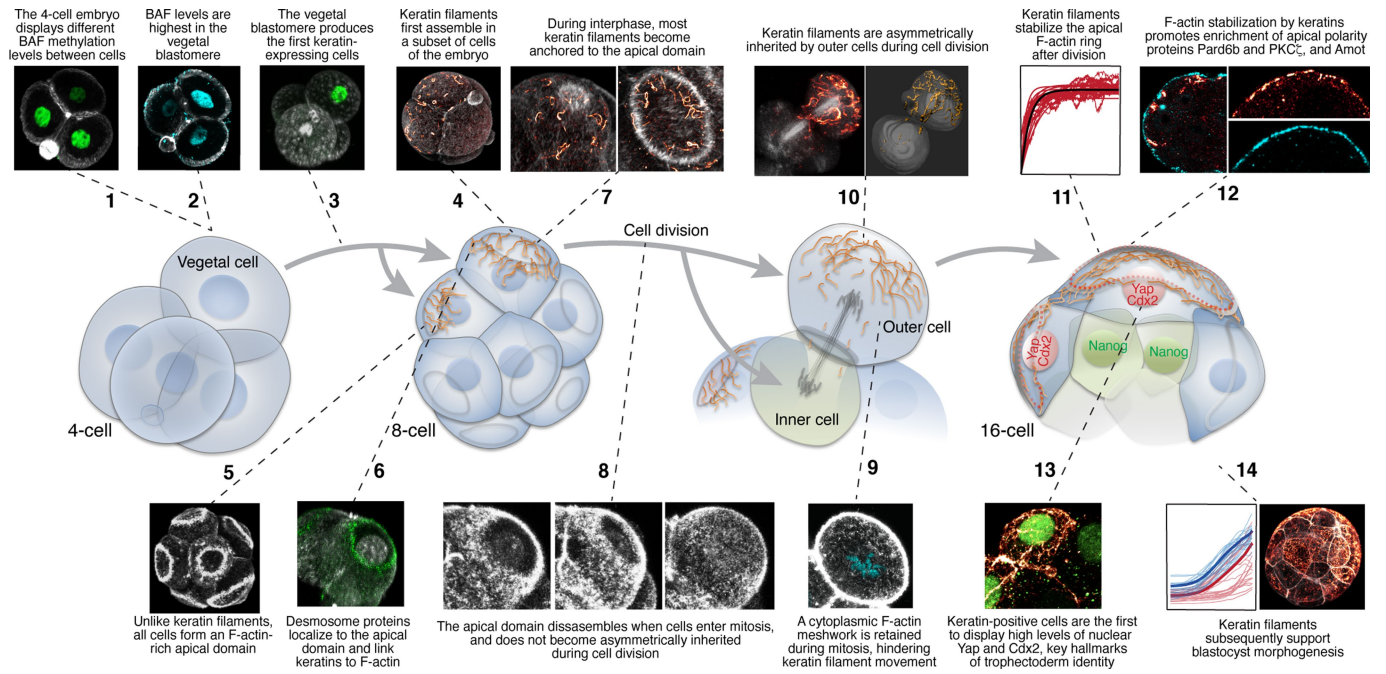 The 4-cell embryo
displays different
BAF methylation
levels between cells
BAF levels are
highest in the
vegetal
blastomere
The vegetal
blastomere produces
the first keratin-
expressing cells
Keratin filaments
first assemble in
a subset of cells
of the embryo
During interphase, most
keratin filaments become
anchored to the apical domain
Keratin filaments are asymmetrically
inherited by outer cells during cell division
Keratin filaments
stabilize the apical
F-actin ring
after division
F-actin stabilization by keratins
promotes enrichment of apical polarity
proteins Pard6b and PKCζ, and Amot
1
2
3
4
7
10
11
12
Vegetal cell
4-cell
8-cell
Cell division
Outer cell
Inner cell
Yap
Cdx2
Yap
Cdx2
Nanog
Nanog
16-cell
5
6
8
9
13
14
Unlike keratin filaments,
all cells form an F-actin-
rich apical domain
Desmosome proteins
localize to the apical
domain and link
keratins to F-actin
The apical domain dissasembles when cells enter mitosis,
and does not become asymmetrically inherited
during cell division
A cytoplasmic F-actin
meshwork is retained
during mitosis, hindering
keratin filament movement
Keratin-positive cells are the first
to display high levels of nuclear
Yap and Cdx2, key hallmarks
of trophectoderm identity
Keratin filaments
subsequently support
blastocyst morphogenesis